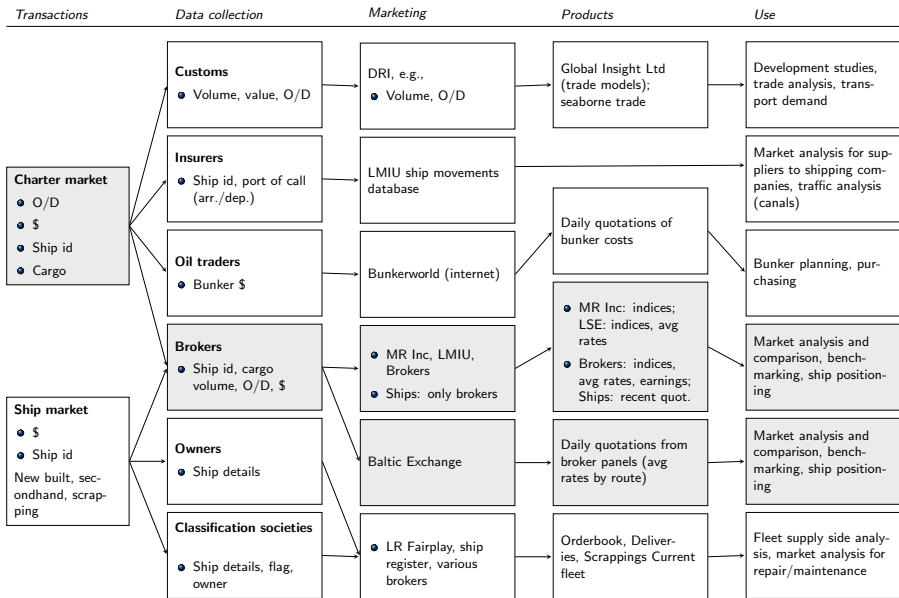 Transactions
Data collection
Marketing
Products
Use
Charter market
O/D
$
Ship id
Cargo
Ship market
$
Ship id
New built, sec-
ondhand, scrap-
ping
Customs
Volume, value, O/D
Insurers
Ship id, port of call
(arr./dep.)
Oil traders
Bunker $
Brokers
Ship id, cargo
volume, O/D, $
Owners
Ship details
Classification societies
Ship details, flag,
owner
DRI, e.g.,
Volume, O/D
LMIU ship movements
database
Bunkerworld (internet)
MR Inc, LMIU,
Brokers
Ships: only brokers
Baltic Exchange
LR Fairplay, ship
register, various
brokers
Global Insight Ltd
(trade models);
seaborne trade
Daily quotations of
bunker costs
MR Inc: indices;
LSE: indices, avg
rates
Brokers: indices,
avg rates, earnings;
Ships: recent quot.
Daily quotations from
broker panels (avg
rates by route)
Orderbook, Deliver-
ies, Scrappings Current
fleet
Development studies,
trade analysis, trans-
port demand
Market analysis for sup-
pliers to shipping com-
panies, traffic analysis
(canals)
Bunker planning, pur-
chasing
Market analysis and
comparison, bench-
marking, ship position-
ing
Market analysis and
comparison, bench-
marking, ship position-
ing
Fleet supply side analy-
sis, market analysis for
repair/maintenance